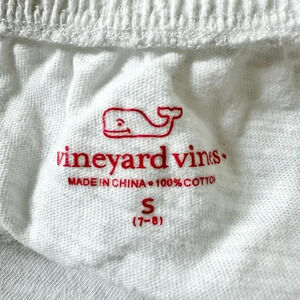 vineyard vines
MADE IN CHINA • 100% COTTON
S
(7-8)